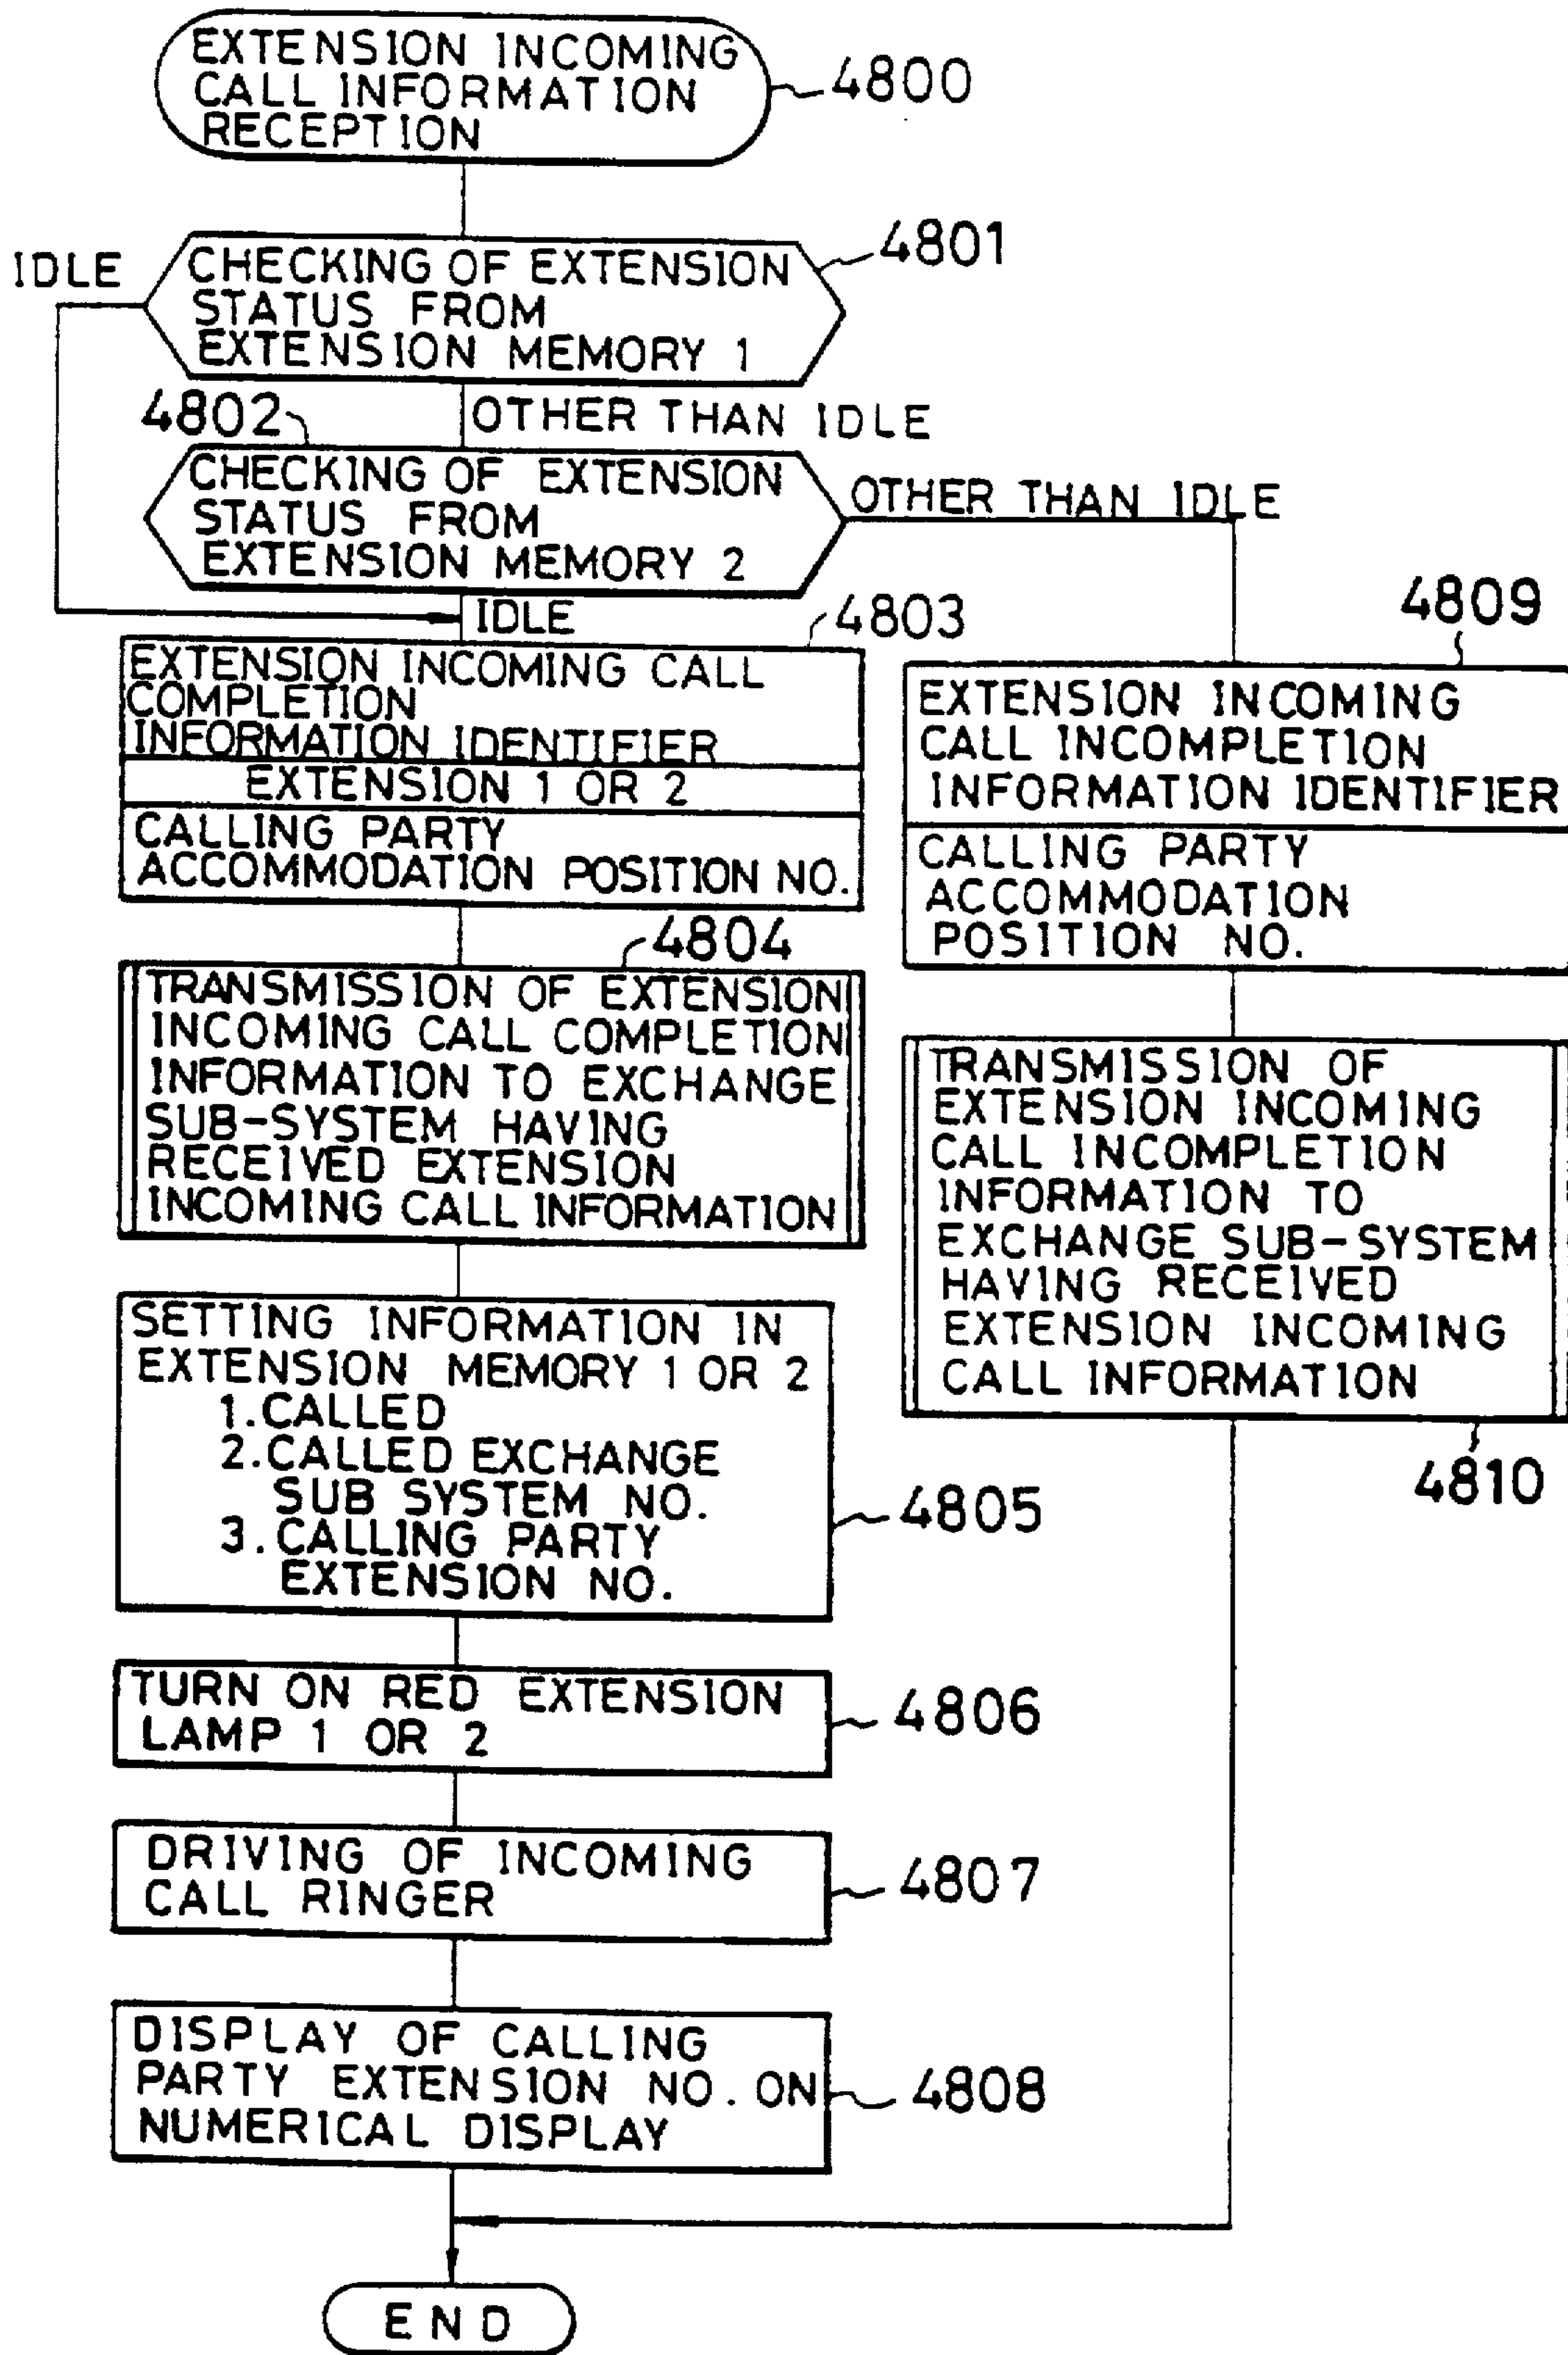 EXTENSION INCOMING
CALL INFORMATION
RECEPTION
4800
IDLE
CHECKING OF EXTENSION
STATUS FROM
EXTENSION MEMORY 1
4801
OTHER THAN IDLE
4802
CHECKING OF EXTENSION
STATUS FROM
EXTENSION MEMORY 2
OTHER THAN IDLE
IDLE
4803
EXTENSION INCOMING CALL
COMPLETION
INFORMATION IDENTIFIER
EXTENSION 1 OR 2
CALLING PARTY
ACCOMMODATION POSITION NO.
4804
TRANSMISSION OF EXTENSION
INCOMING CALL COMPLETION
INFORMATION TO EXCHANGE
SUB-SYSTEM HAVING
RECEIVED EXTENSION
INCOMING CALL INFORMATION
SETTING INFORMATION IN
EXTENSION MEMORY 1 OR 2
1. CALLED
2. CALLED EXCHANGE
SUB SYSTEM NO.
3. CALLING PARTY
EXTENSION NO.
4805
TURN ON RED EXTENSION
LAMP 1 OR 2
4806
DRIVING OF INCOMING
CALL RINGER
4807
DISPLAY OF CALLING
PARTY EXTENSION NO. ON
NUMERICAL DISPLAY
4808
4809
EXTENSION INCOMING
CALL INCOMPLETION
INFORMATION IDENTIFIER
CALLING PARTY
ACCOMMODATION
POSITION NO.
TRANSMISSION OF
EXTENSION INCOMING
CALL INCOMPLETION
INFORMATION TO
EXCHANGE SUB-SYSTEM
HAVING RECEIVED
EXTENSION INCOMING
CALL INFORMATION
4810
END